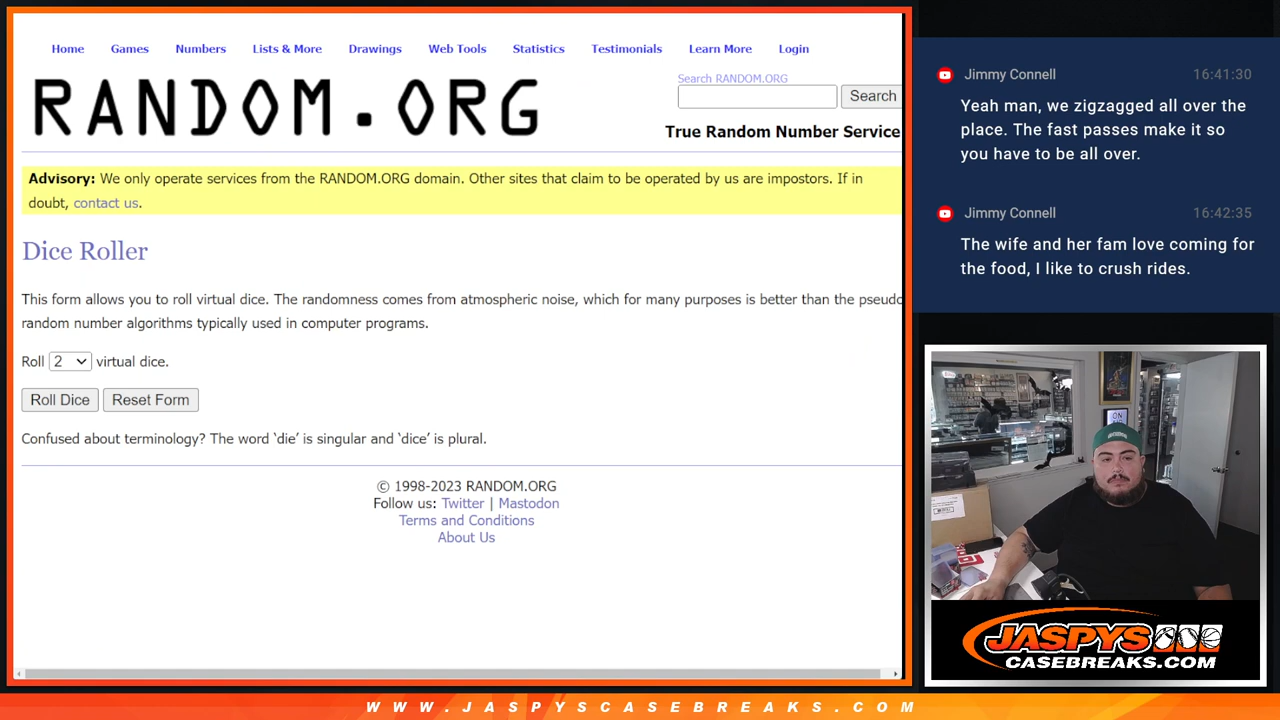 Home Games Numbers Lists & More Drawings Web Tools Statistics Testimonials Learn More Login
RANDOM.ORG
Search RANDOM.ORG
Search
True Random Number Service
Advisory: We only operate services from the RANDOM.ORG domain. Other sites that claim to be operated by us are impostors. If in
doubt, contact us.
Dice Roller
This form allows you to roll virtual dice. The randomness comes from atmospheric noise, which for many purposes is better than the pseudo
random number algorithms typically used in computer programs.
Roll 2 virtual dice.
Roll Dice Reset Form
Confused about terminology? The word ‘die’ is singular and ‘dice’ is plural.
© 1998-2023 RANDOM.ORG
Follow us: Twitter | Mastodon
Terms and Conditions
About Us
Jimmy Connell 16:41:30
Yeah man, we zigzagged all over the
place. The fast passes make it so
you have to be all over.
Jimmy Connell 16:42:35
The wife and her fam love coming for
the food, I like to crush rides.
ON
JASPYS
CASEBREAKS.COM
WWW.JASPYSCASEBREAKS.COM